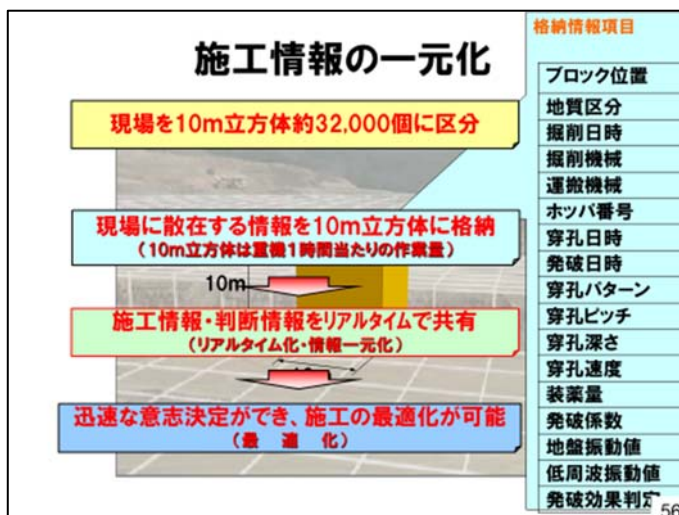 施工情報の一元化
現場を10m立方体約32,000個に区分
現場に散在する情報を10m立方体に格納
(10m立方体は重機1時間当たりの作業量)
10m
施工情報・判断情報をリアルタイムで共有
(リアルタイム化・情報一元化)
迅速な意志決定ができ、施工の最適化が可能
(最 適 化)
格納情報項目
ブロック位置
地質区分
掘削日時
掘削機械
運搬機械
ホッパ番号
穿孔日時
発破日時
穿孔パターン
穿孔ピッチ
穿孔深さ
穿孔速度
装薬量
発破係数
地盤振動値
低周波振動値
発破効果判定
56